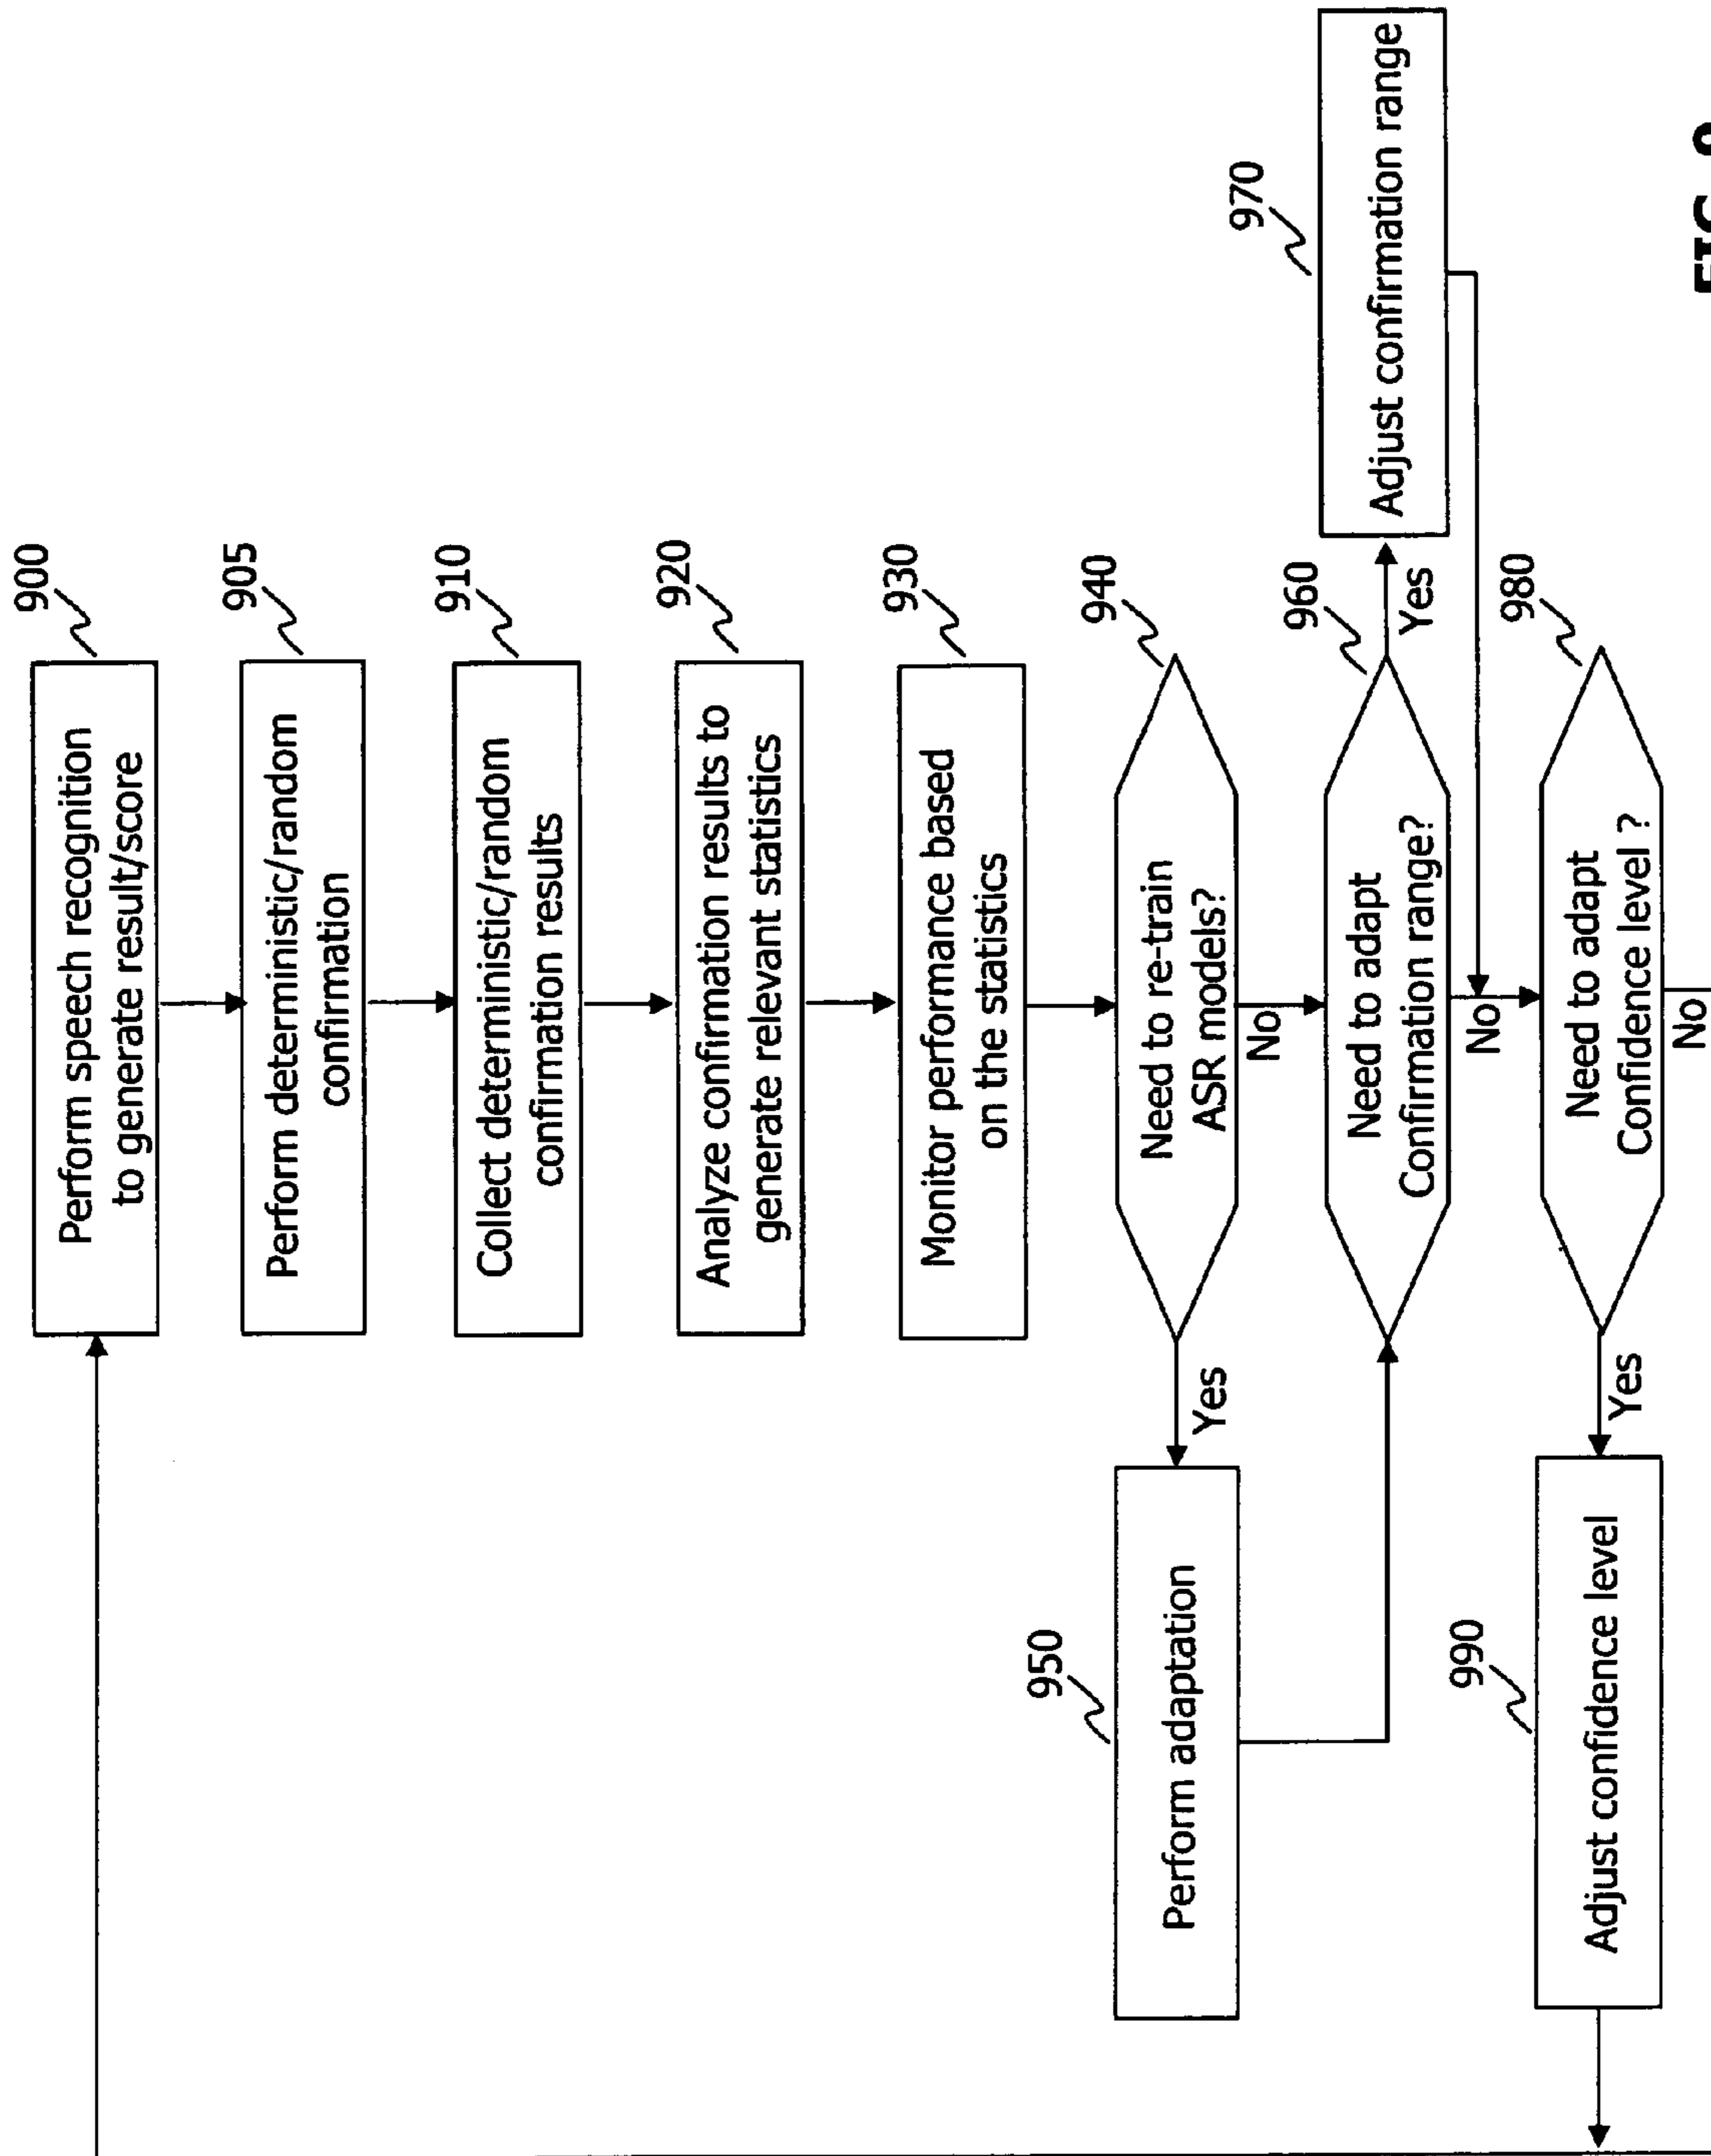 900
Perform speech recognition
to generate result/score
905
Perform deterministic/random
confirmation
910
Collect deterministic/random
confirmation results
920
Analyze confirmation results to
generate relevant statistics
930
Monitor performance based
on the statistics
940
Need to re-train
ASR models?
Yes
No
950
Perform adaptation
960
Need to adapt
Confirmation range?
Yes
No
970
Adjust confirmation range
980
Need to adapt
Confidence level ?
Yes
No
990
Adjust confidence level